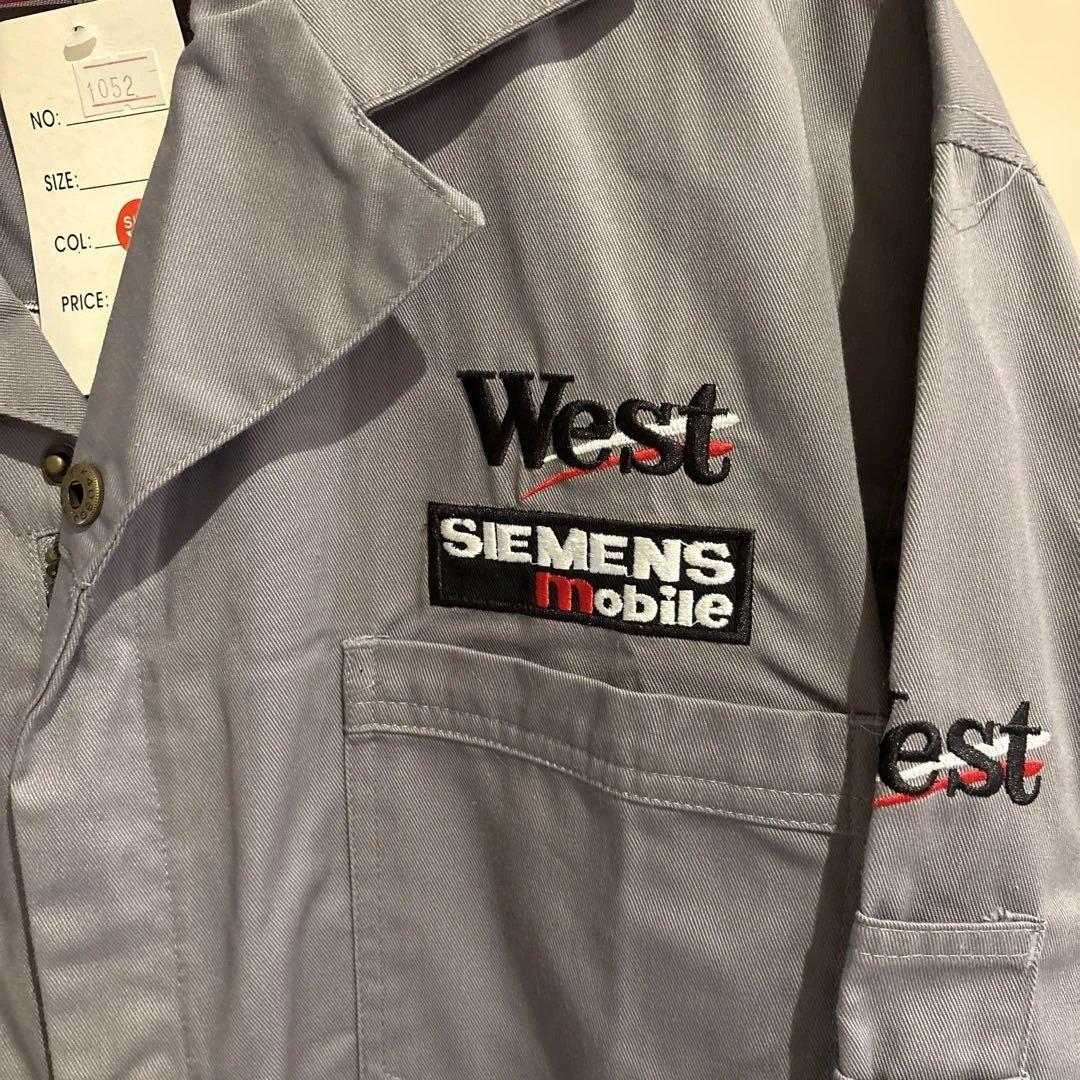 1052
NO:
SIZE:
COL:
PRICE:
West
SIEMENS
mobile
est